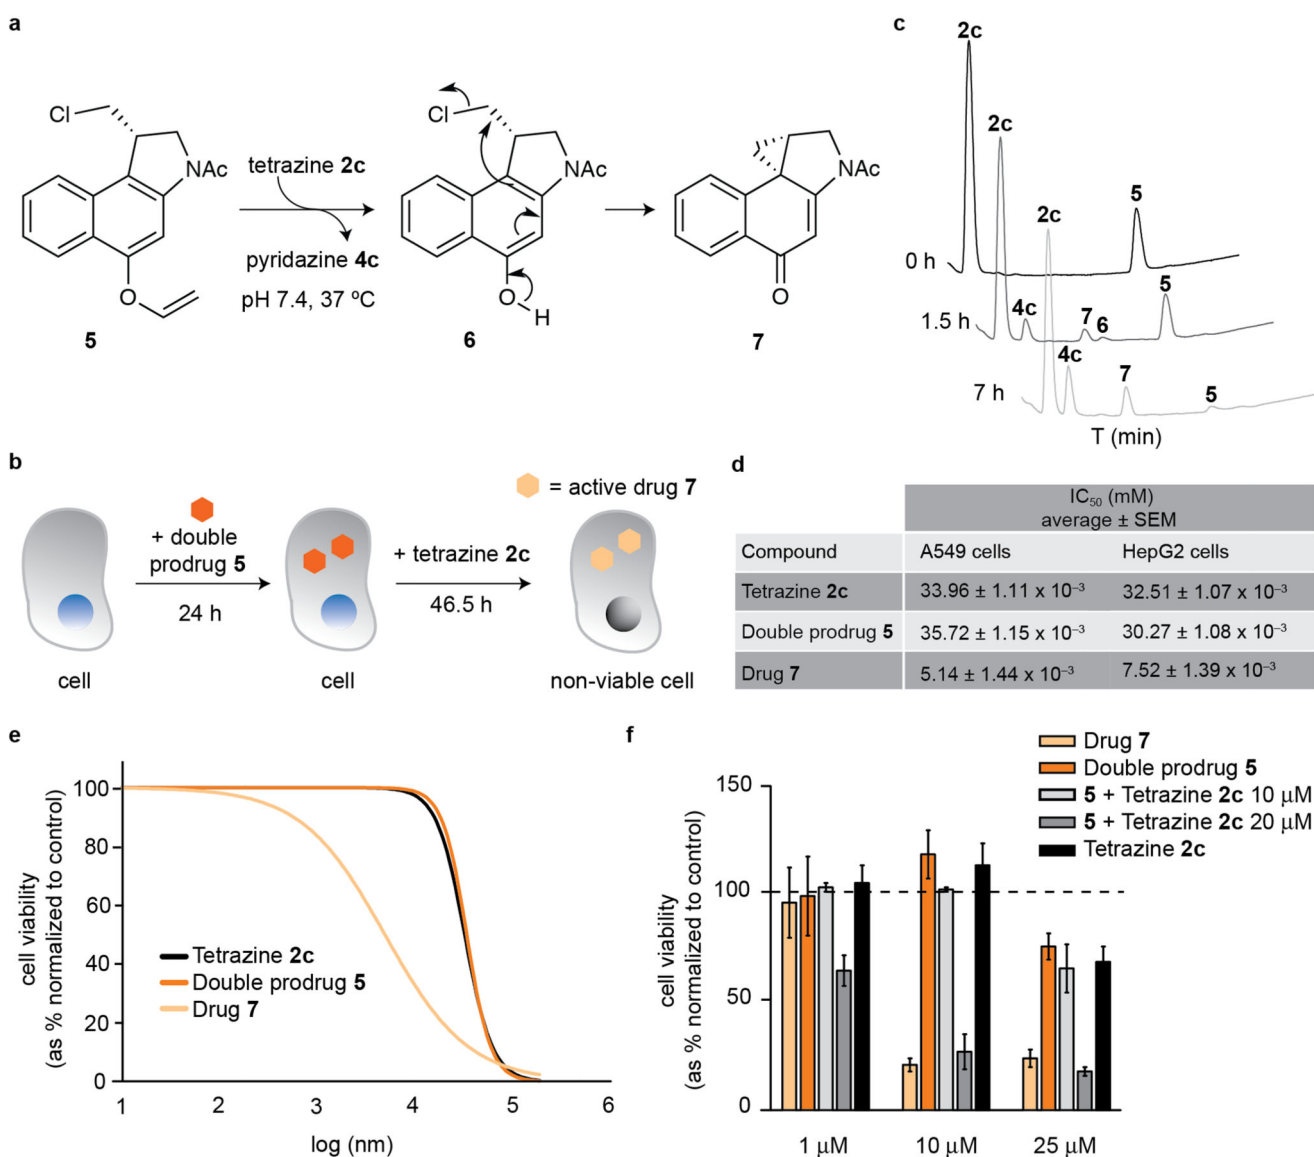 a
Cl
NAc
O
5
tetrazine 2c
pyridazine 4c
pH 7.4, 37 ºC
Cl
NAc
O
H
6
NAc
O
7
c
2c
2c
2c
5
0 h
4c
7
6
5
1.5 h
4c
7
5
7 h
T (min)
b
+ double
prodrug 5
24 h
+ tetrazine 2c
46.5 h
= active drug 7
cell
cell
non-viable cell
d
IC50 (mM)
average ± SEM
Compound A549 cells HepG2 cells
Tetrazine 2c 33.96 ± 1.11 x 10–3 32.51 ± 1.07 x 10–3
Double prodrug 5 35.72 ± 1.15 x 10–3 30.27 ± 1.08 x 10–3
Drug 7 5.14 ± 1.44 x 10–3 7.52 ± 1.39 x 10–3
e
cell viability
(as % normalized to control)
100
80
60
40
20
0
Tetrazine 2c
Double prodrug 5
Drug 7
1 2 3 4 5 6
log (nm)
f
Drug 7
Double prodrug 5
5 + Tetrazine 2c 10 μM
5 + Tetrazine 2c 20 μM
Tetrazine 2c
cell viability
(as % normalized to control)
150
100
50
0
1 μM 10 μM 25 μM